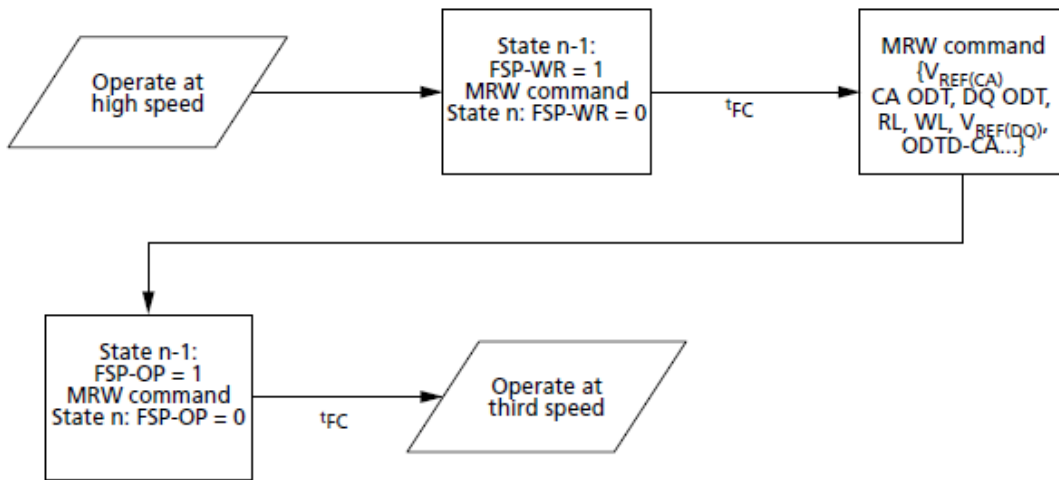 Operate at
high speed
State n-1:
FSP-WR = 1
MRW command
State n: FSP-WR = 0
tFC
MRW command
{VREF(CA)
CA ODT, DQ ODT,
RL, WL, VREF(DQ),
ODTD-CA...}
State n-1:
FSP-OP = 1
MRW command
State n: FSP-OP = 0
tFC
Operate at
third speed